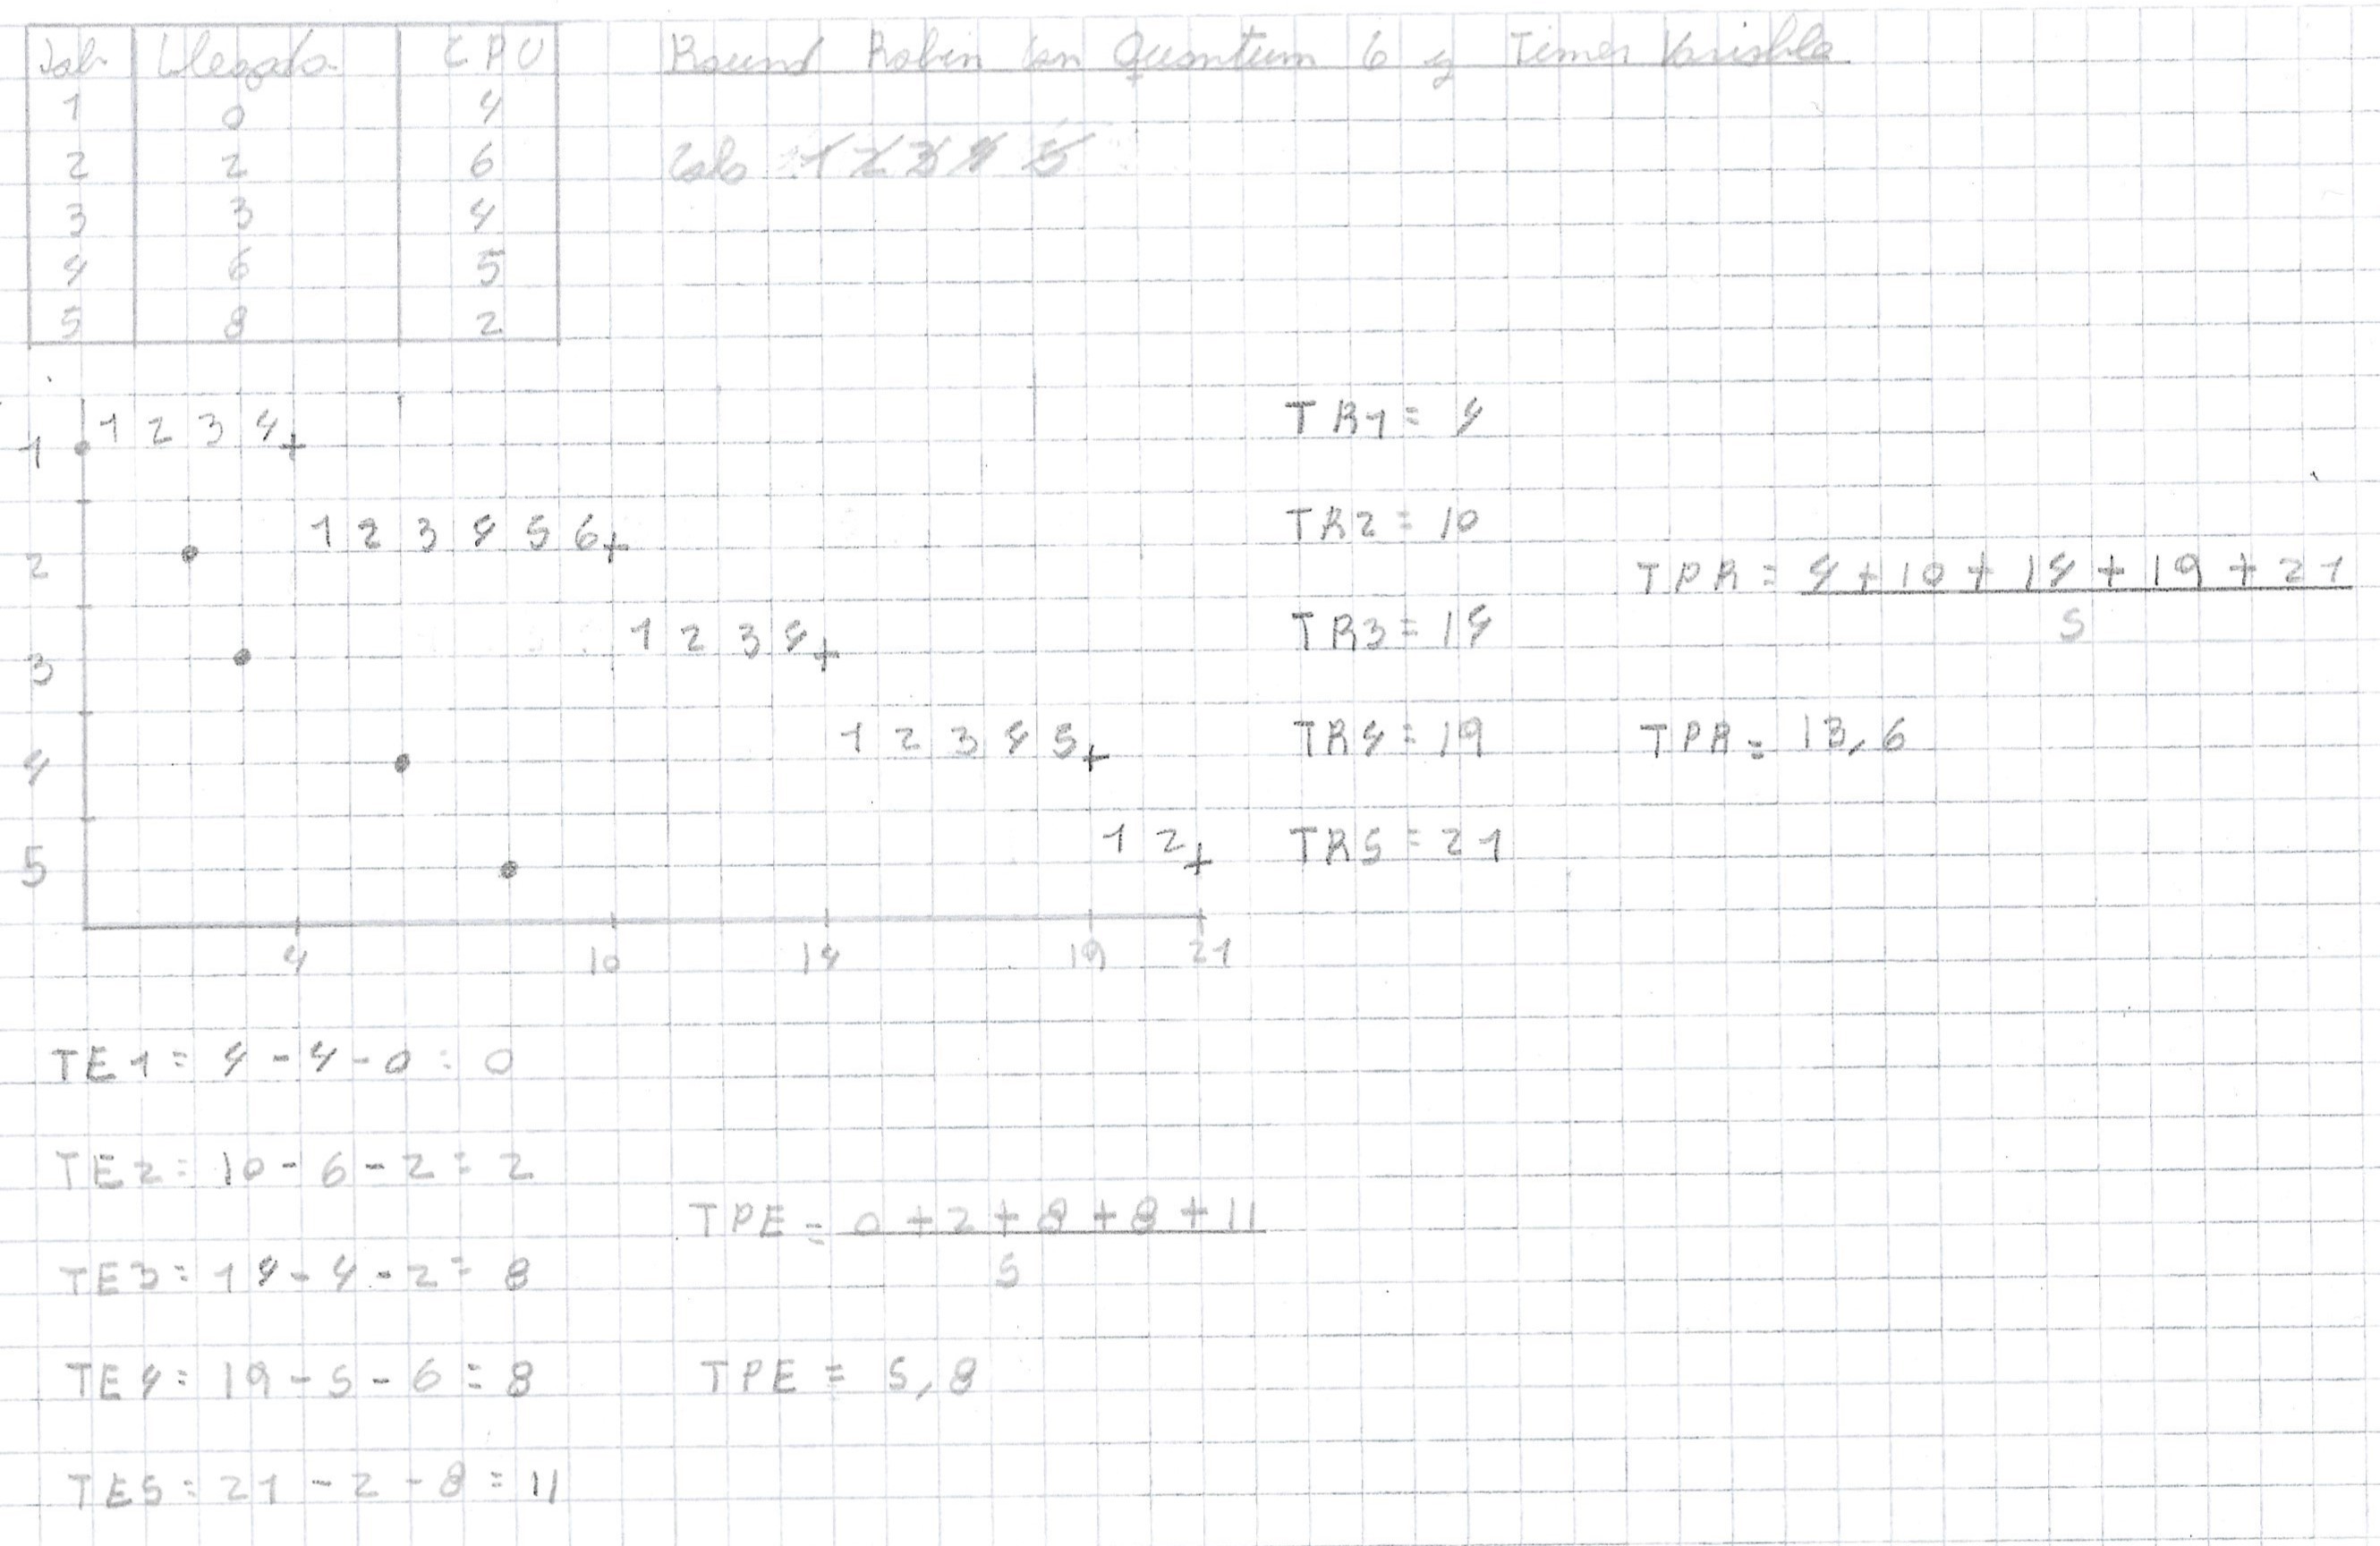 Job Llegada CPU
1 0 4
2 2 6
3 3 4
4 6 5
5 8 2
Round Robin con Quantum 6 y Timer Variable
Cola : 1 2 3 4 5
1 1 2 3 4
2 1 2 3 4 5 6
3 1 2 3 4
4 1 2 3 4 5
5 1 2
4 10 14 19 21
TR1 = 4
TR2 = 10
TR3 = 14
TR4 = 19
TR5 = 21
TPR = 4 + 10 + 14 + 19 + 21
5
TPR = 13,6
TE1 = 4 - 4 - 0 = 0
TE2 = 10 - 6 - 2 = 2
TE3 = 14 - 4 - 2 = 8
TE4 = 19 - 5 - 6 = 8
TE5 = 21 - 2 - 8 = 11
TPE = 0 + 2 + 8 + 8 + 11
5
TPE = 5,8